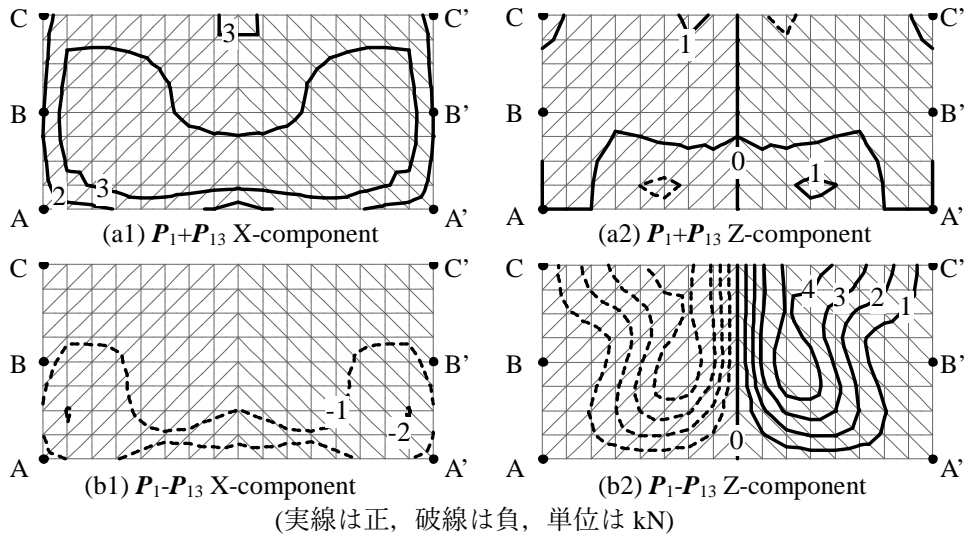 C C' C C'
3 1
B B' B B'
0
2 3 1
A A' A A'
(a1) P1+P13 X-component (a2) P1+P13 Z-component
C C' C C'
4 3 2 1
B B' B B'
-1
-2
0
A A' A A'
(b1) P1-P13 X-component (b2) P1-P13 Z-component
(実線は正，破線は負，単位は kN)